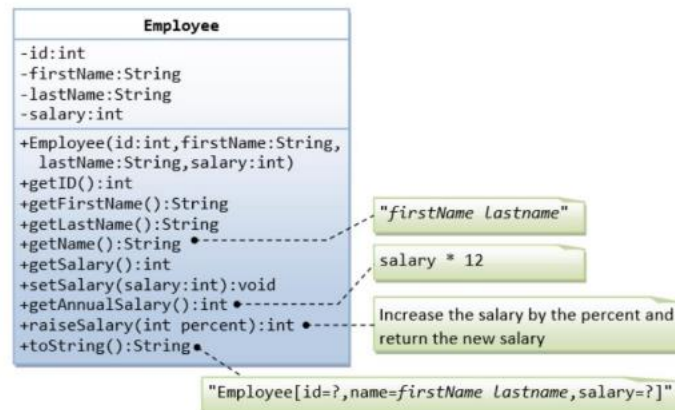 Employee
-id:int
-firstName:String
-lastName:String
-salary:int
+Employee(id:int,firstName:String,
lastName:String,salary:int)
+getID():int
+getFirstName():String
+getLastName():String
+getName():String
+getSalary():int
+setSalary(salary:int):void
+getAnnualSalary():int
+raiseSalary(int percent):int
+toString():String
"firstName lastname"
salary * 12
Increase the salary by the percent and
return the new salary
"Employee[id=?,name=firstName lastname,salary=?]"